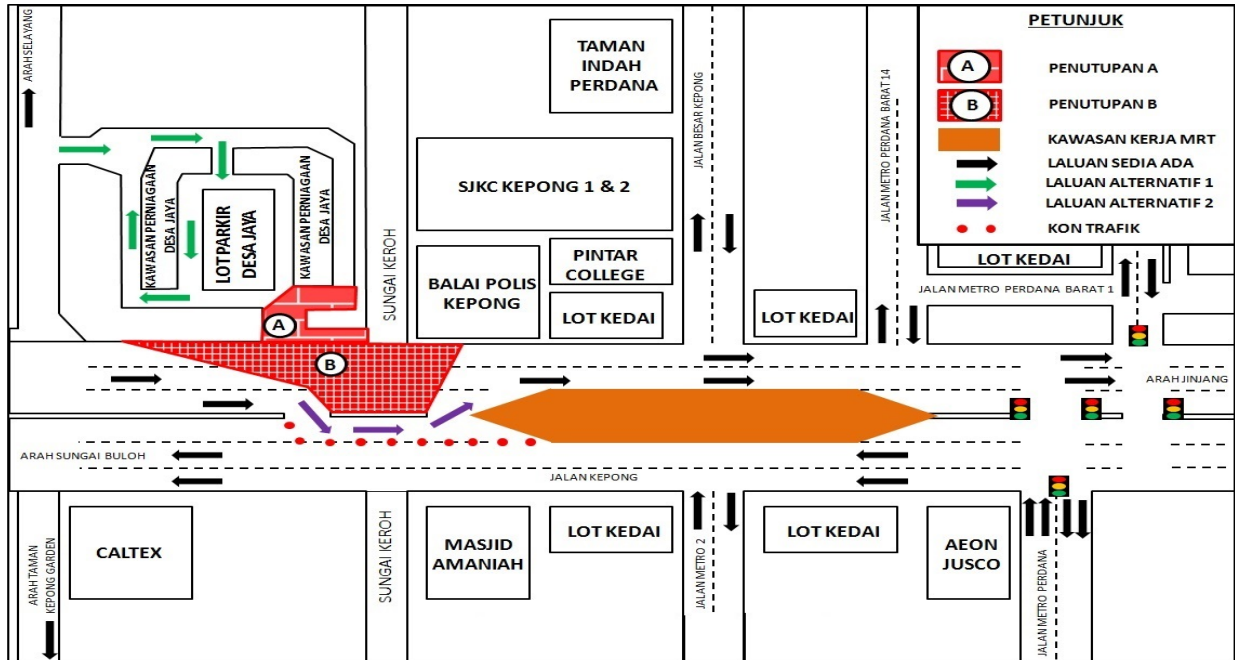 PETUNJUK
A
PENUTUPAN A
B
PENUTUPAN B
KAWASAN KERJA MRT
LALUAN SEDIA ADA
LALUAN ALTERNATIF 1
LALUAN ALTERNATIF 2
KON TRAFIK
ARAH SELAYANG
TAMAN
INDAH
PERDANA
JALAN BESAR KEPONG
JALAN METRO PERDANA BARAT 14
KAWASAN PERNIAGAAN
DESA JAYA
LOT PARKIR
DESA JAYA
KAWASAN PERNIAGAAN
DESA JAYA
SUNGAI KEROH
SJKC KEPONG 1 & 2
BALAI POLIS
KEPONG
PINTAR
COLLEGE
LOT KEDAI
LOT KEDAI
LOT KEDAI
JALAN METRO PERDANA BARAT 1
A
B
ARAH JINJANG
ARAH SUNGAI BULOH
JALAN KEPONG
ARAH TAMAN
KEPONG GARDEN
CALTEX
SUNGAI KEROH
MASJID
AMANIAH
LOT KEDAI
JALAN METRO 2
LOT KEDAI
AEON
JUSCO
JALAN METRO PERDANA